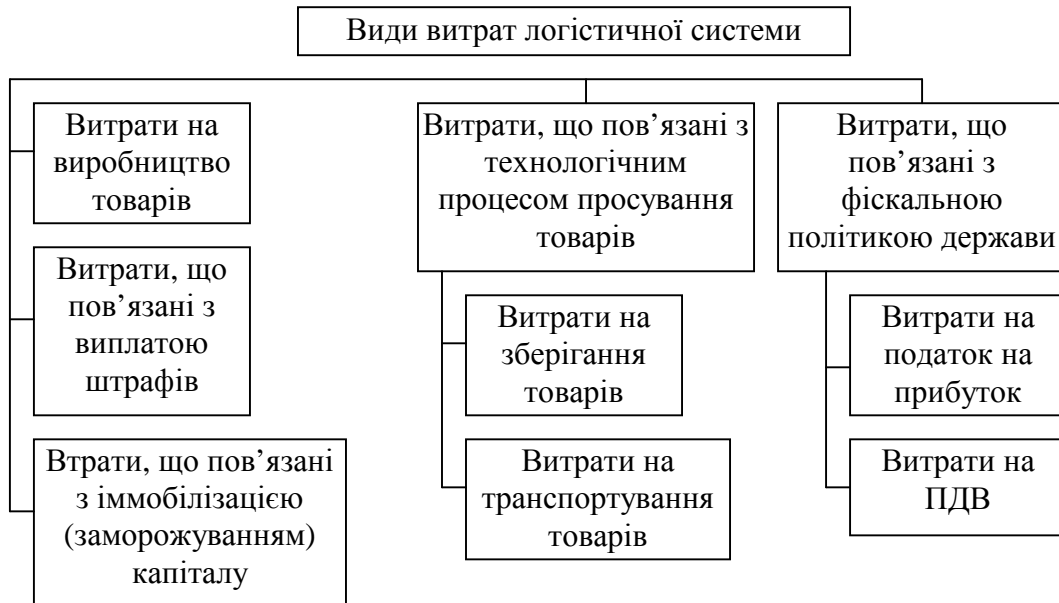 Види витрат логістичної системи
Витрати на
виробництво
товарів
Витрати, що
пов’язані з
виплатою
штрафів
Втрати, що пов’язані
з іммобілізацією
(заморожуванням)
капіталу
Витрати, що пов’язані з
технологічним
процесом просування
товарів
Витрати на
зберігання
товарів
Витрати на
транспортування
товарів
Витрати, що
пов’язані з
фіскальною
політикою держави
Витрати на
податок на
прибуток
Витрати на
ПДВ